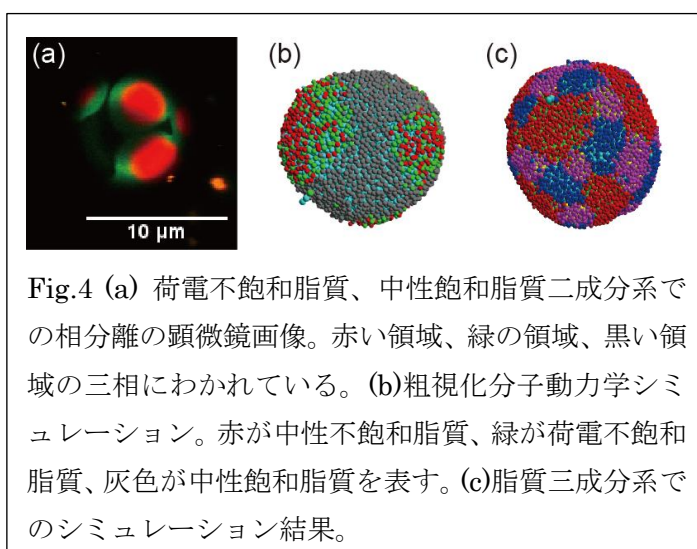 (a)
(b)
(c)
10 μm
Fig.4 (a) 荷電不飽和脂質、中性飽和脂質二成分系で
の相分離の顕微鏡画像。赤い領域、緑の領域、黒い領
域の三相にわかれている。(b)粗視化分子動力学シミ
ュレーション。赤が中性不飽和脂質、緑が荷電不飽和
脂質、灰色が中性飽和脂質を表す。(c)脂質三成分系で
のシミュレーション結果。